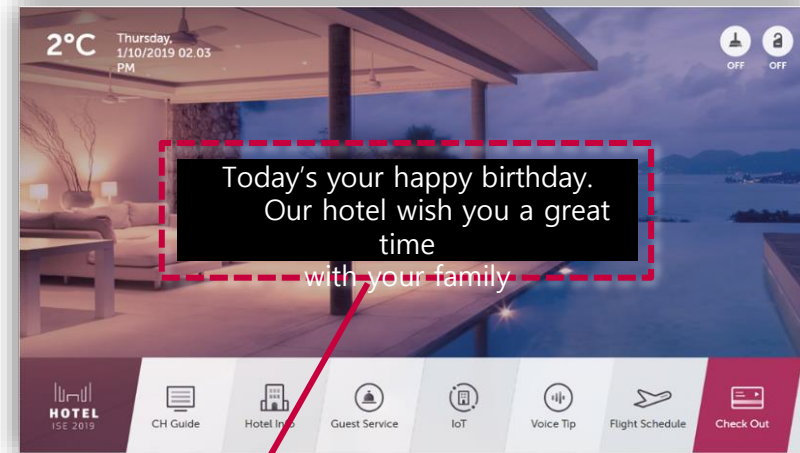 2°C
Thursday,
1/10/2019 02.03
PM
OFF
OFF
Today's your happy birthday.
Our hotel wish you a great
time
with your family
HOTEL
ISE 2019
CH Guide
Hotel Info
Guest Service
IoT
Voice Tip
Flight Schedule
Check Out